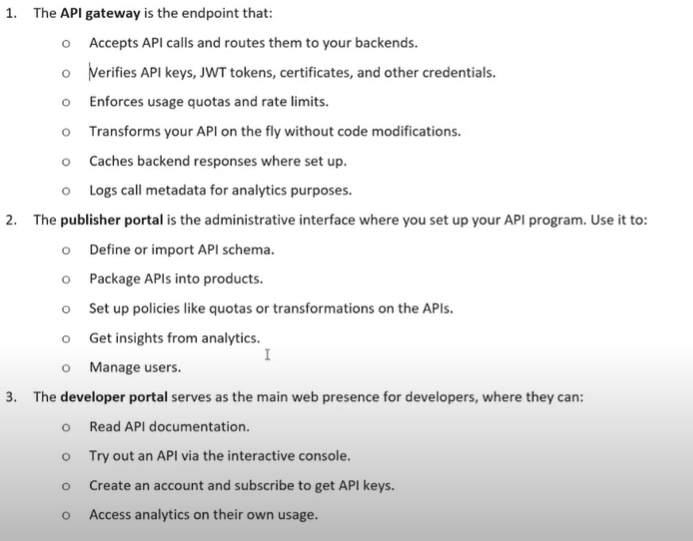 1. The API gateway is the endpoint that:
o Accepts API calls and routes them to your backends.
o Verifies API keys, JWT tokens, certificates, and other credentials.
o Enforces usage quotas and rate limits.
o Transforms your API on the fly without code modifications.
o Caches backend responses where set up.
o Logs call metadata for analytics purposes.
2. The publisher portal is the administrative interface where you set up your API program. Use it to:
o Define or import API schema.
o Package APIs into products.
o Set up policies like quotas or transformations on the APIs.
o Get insights from analytics.
o Manage users.
3. The developer portal serves as the main web presence for developers, where they can:
o Read API documentation.
o Try out an API via the interactive console.
o Create an account and subscribe to get API keys.
o Access analytics on their own usage.